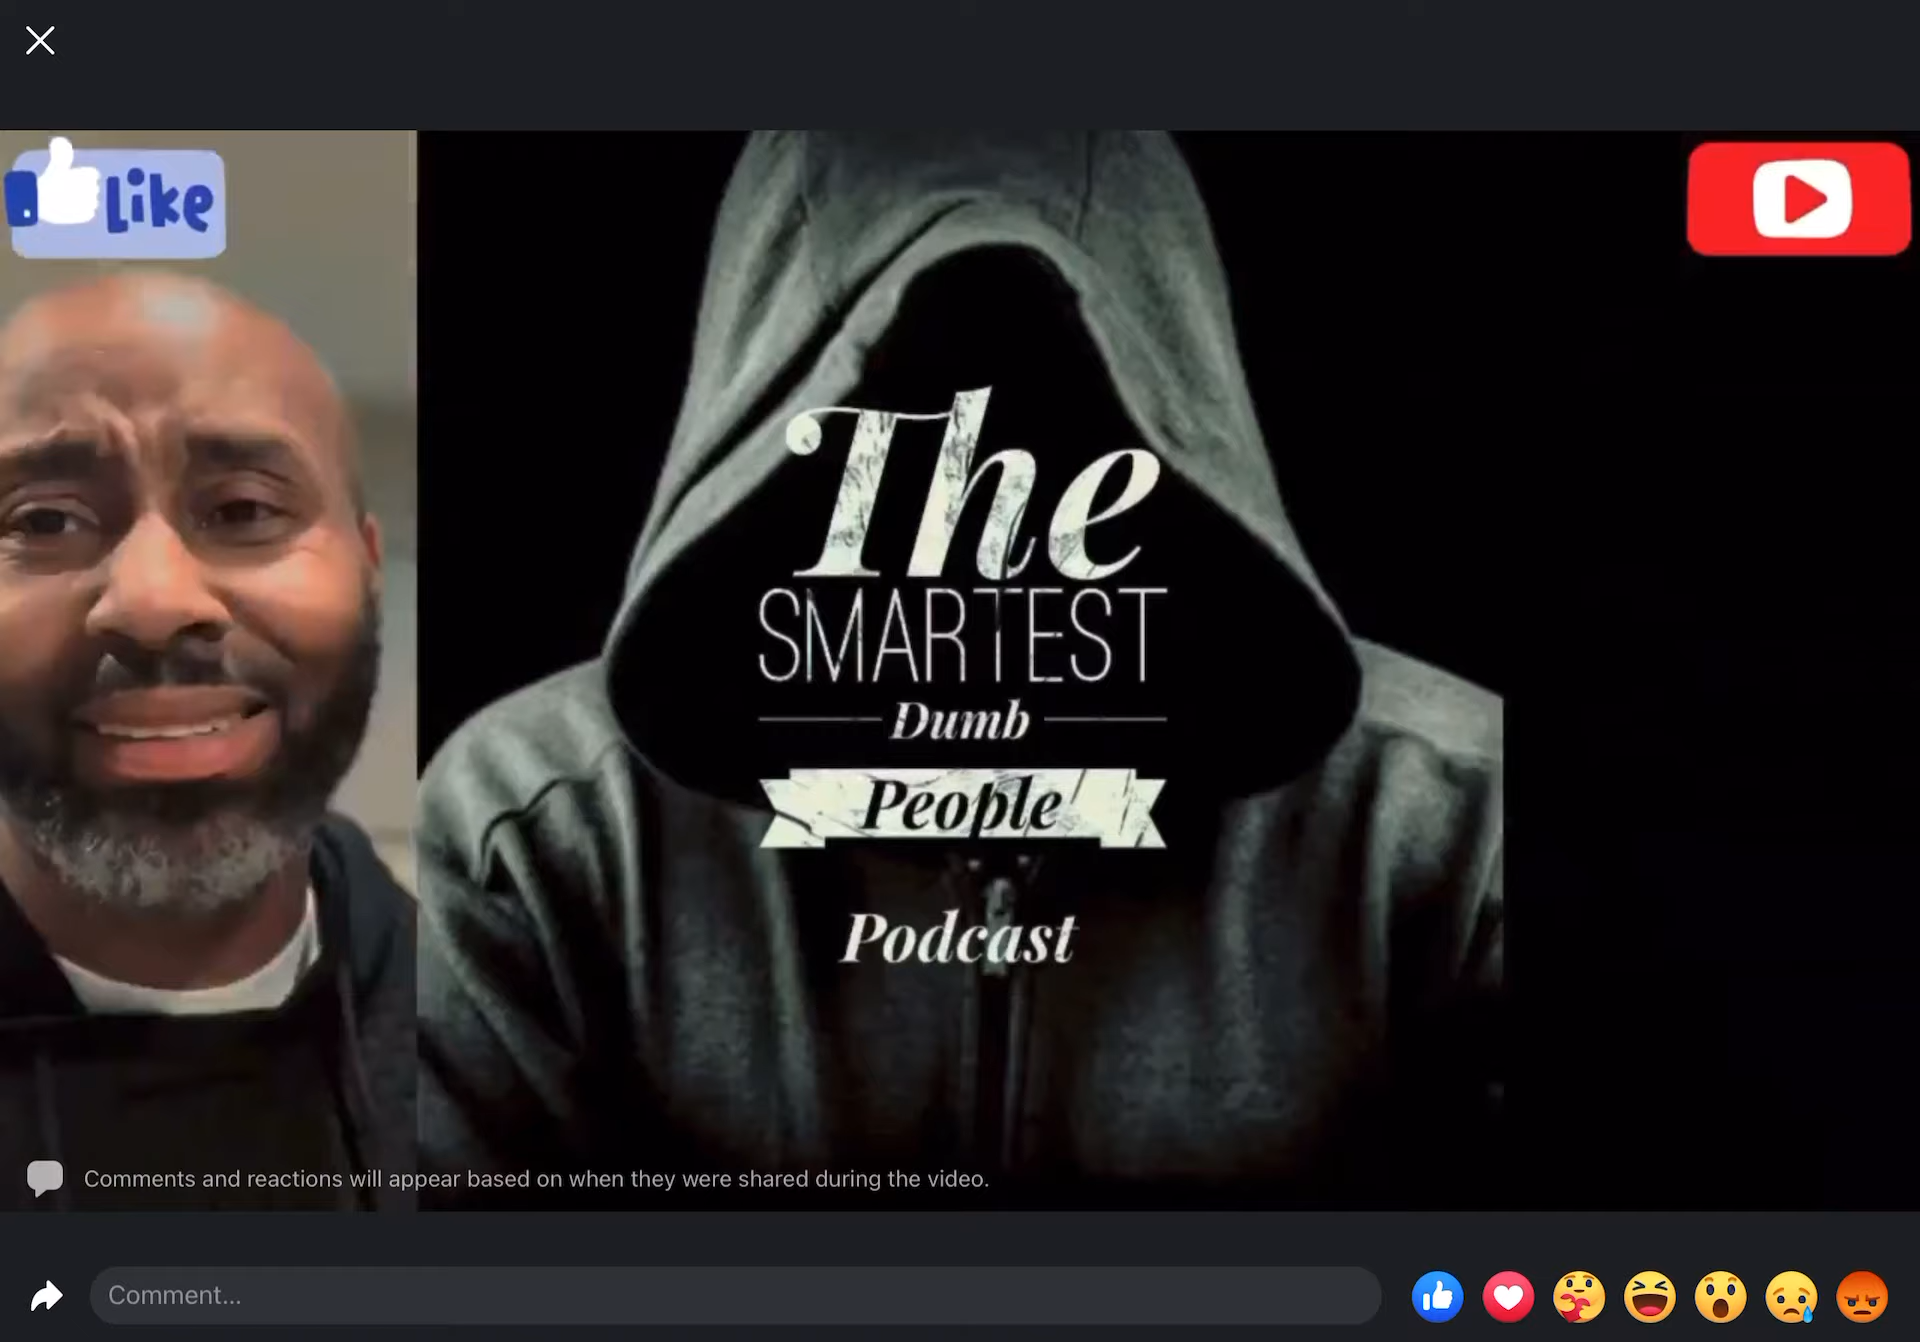 Like
The
SMARTEST
Dumb
People
Podcast
Comments and reactions will appear based on when they were shared during the video.
Comment...